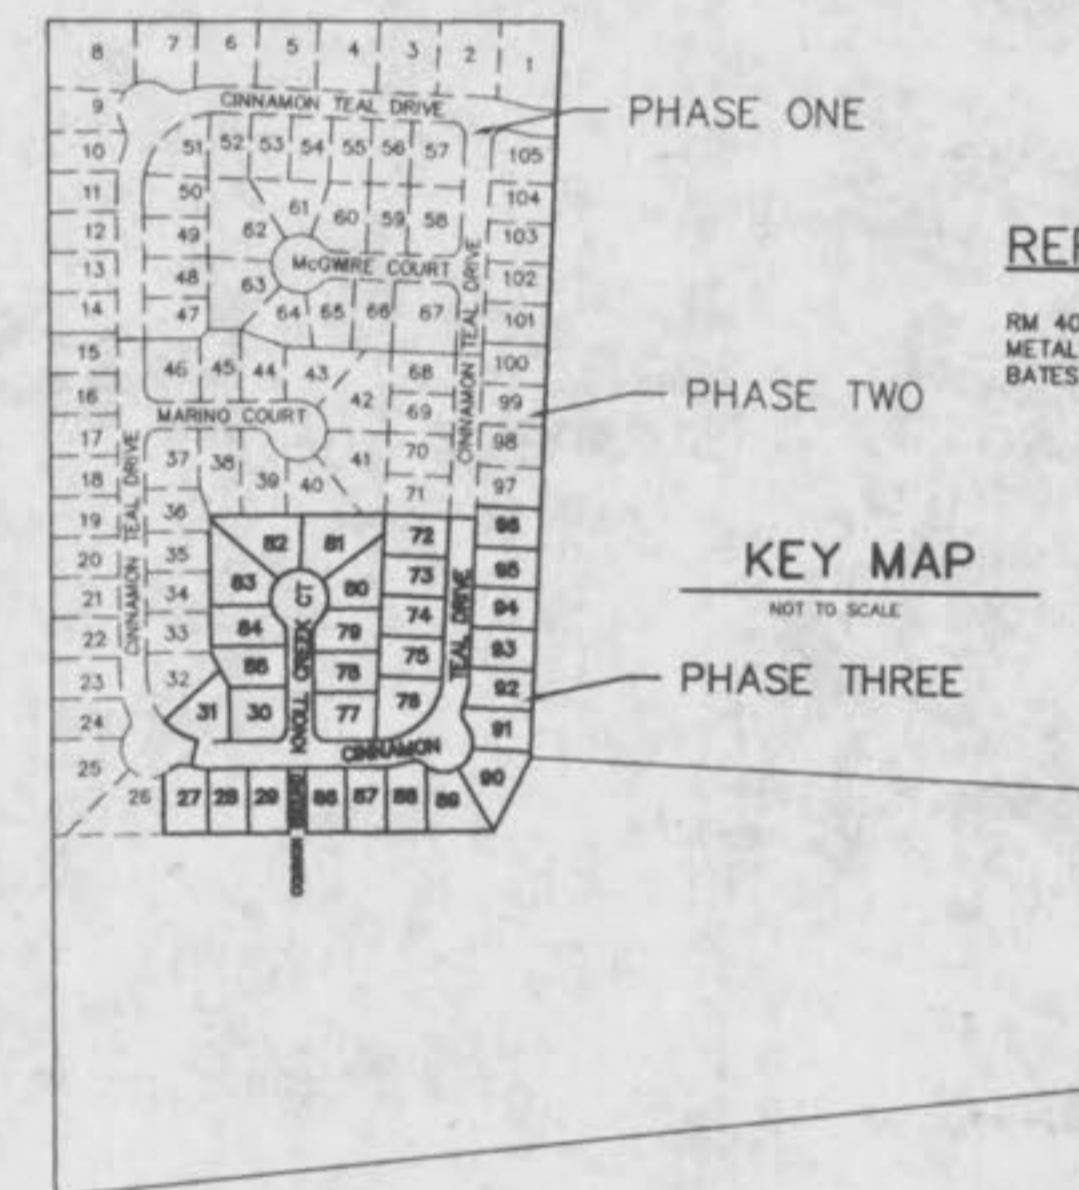 8 7 6 5 4 3 2 1
9 CINNAMON TEAL DRIVE PHASE ONE
10 51 52 53 54 55 56 57 105
11 50 104
12 49 62 61 60 59 58 103
13 48 63 McGWIRE COURT CINNAMON TEAL DRIVE 102
14 47 64 65 66 67 101
REF
RM 40
METAL
BATES
15 46 45 44 43 68 100
16 42 69 99 PHASE TWO
MARINO COURT
17 37 38 39 40 41 70 98
18 71 97
CINNAMON TEAL DRIVE
19 36 82 81 72 96
20 35 83 80 73 95
21 34 74 94
22 33 84 79 75 93
23 32 85 78 92
24 31 30 77 76 91
KNOLL CREEK CT
TEAL DRIVE
CINNAMON
25 90
26 27 28 29 86 87 88 89
COMMON
KEY MAP
NOT TO SCALE
PHASE THREE